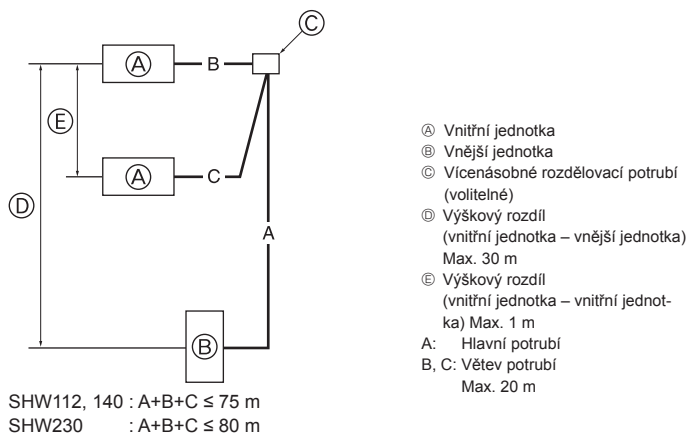 Ⓒ
Ⓐ B
Ⓔ
Ⓐ C
Ⓓ
A
Ⓑ
SHW112, 140 : A+B+C ≤ 75 m
SHW230 : A+B+C ≤ 80 m
Ⓐ Vnitřní jednotka
Ⓑ Vnější jednotka
Ⓒ Vícenásobné rozdělovací potrubí
(volitelné)
Ⓓ Výškový rozdíl
(vnitřní jednotka – vnější jednotka)
Max. 30 m
Ⓔ Výškový rozdíl
(vnitřní jednotka – vnitřní jednot-
ka) Max. 1 m
A: Hlavní potrubí
B, C: Větev potrubí
Max. 20 m